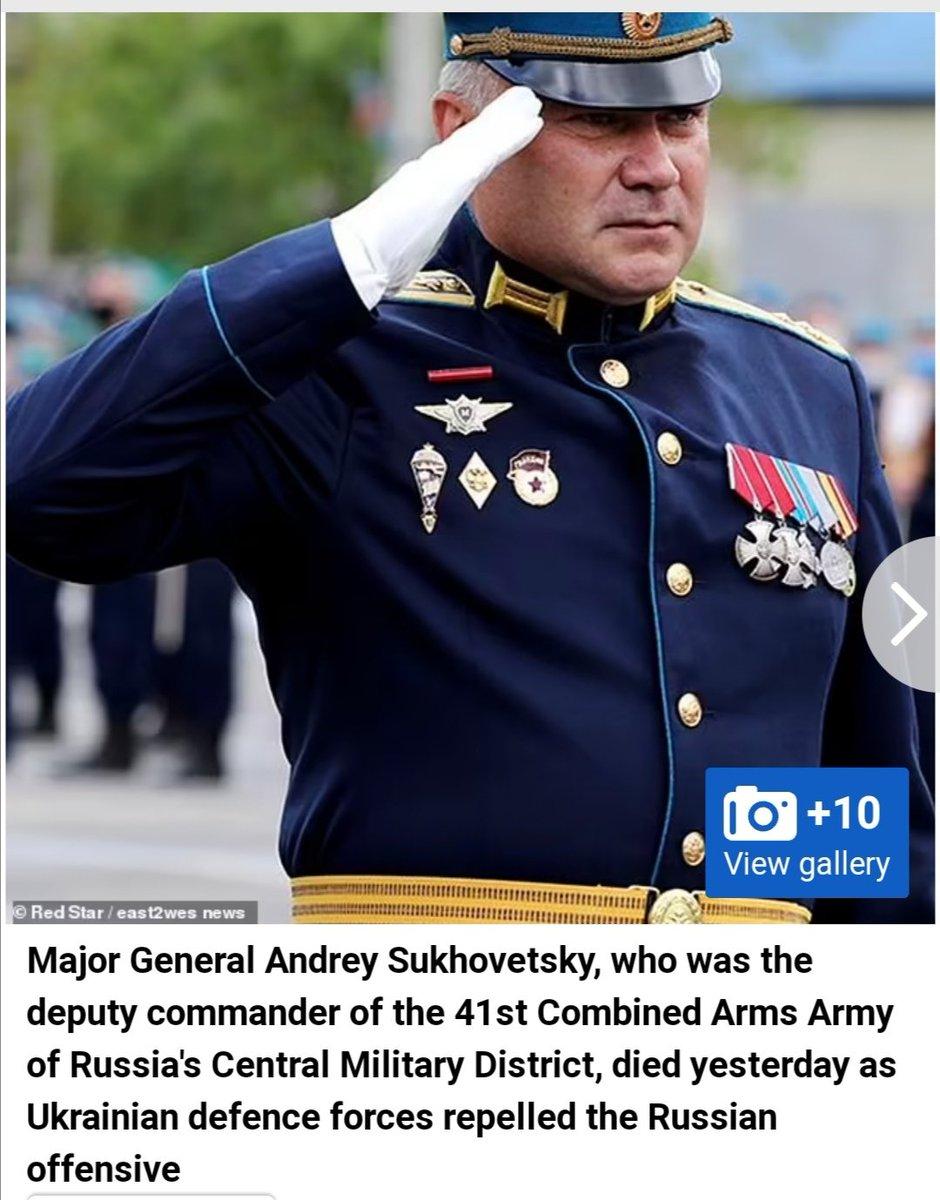 +10
View gallery
© Red Star / east2wes news
Major General Andrey Sukhovetsky, who was the
deputy commander of the 41st Combined Arms Army
of Russia's Central Military District, died yesterday as
Ukrainian defence forces repelled the Russian
offensive